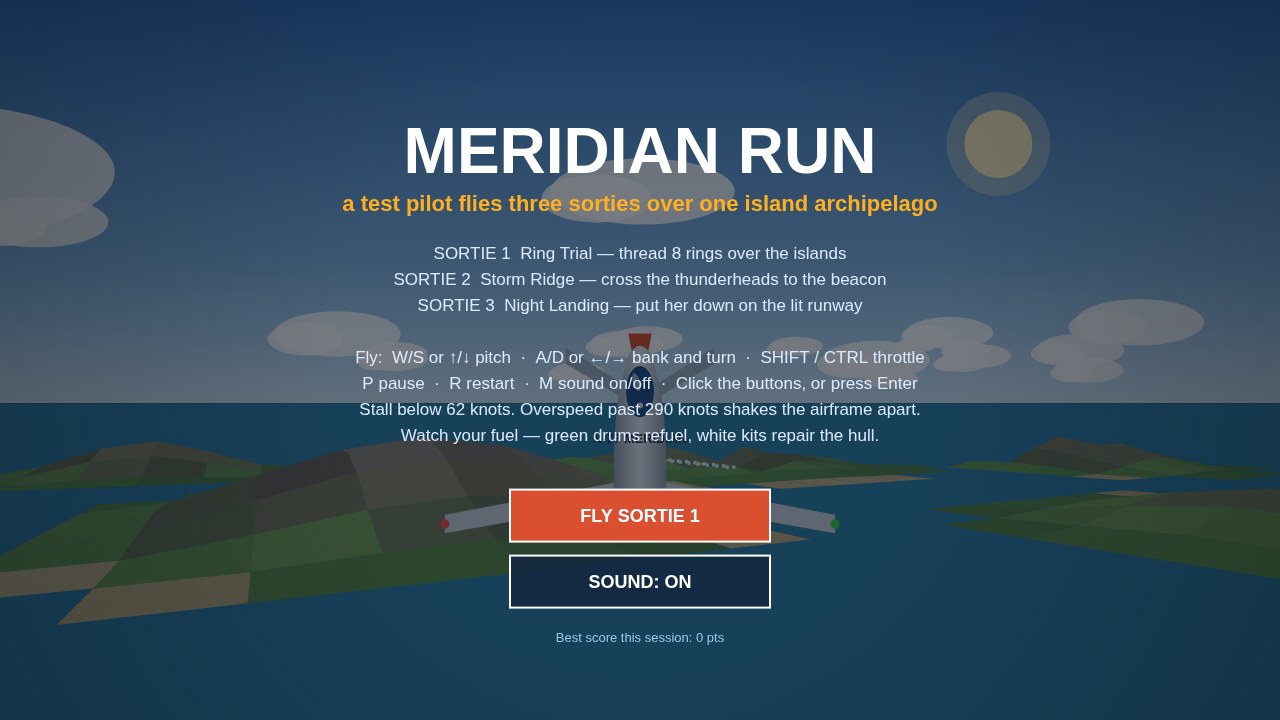 MERIDIAN RUN
a test pilot flies three sorties over one island archipelago
SORTIE 1  Ring Trial — thread 8 rings over the islands
SORTIE 2  Storm Ridge — cross the thunderheads to the beacon
SORTIE 3  Night Landing — put her down on the lit runway
Fly:  W/S or ↑/↓ pitch  ·  A/D or ←/→ bank and turn  ·  SHIFT / CTRL throttle
P pause  ·  R restart  ·  M sound on/off  ·  Click the buttons, or press Enter
Stall below 62 knots. Overspeed past 290 knots shakes the airframe apart.
Watch your fuel — green drums refuel, white kits repair the hull.
FLY SORTIE 1
SOUND: ON
Best score this session: 0 pts